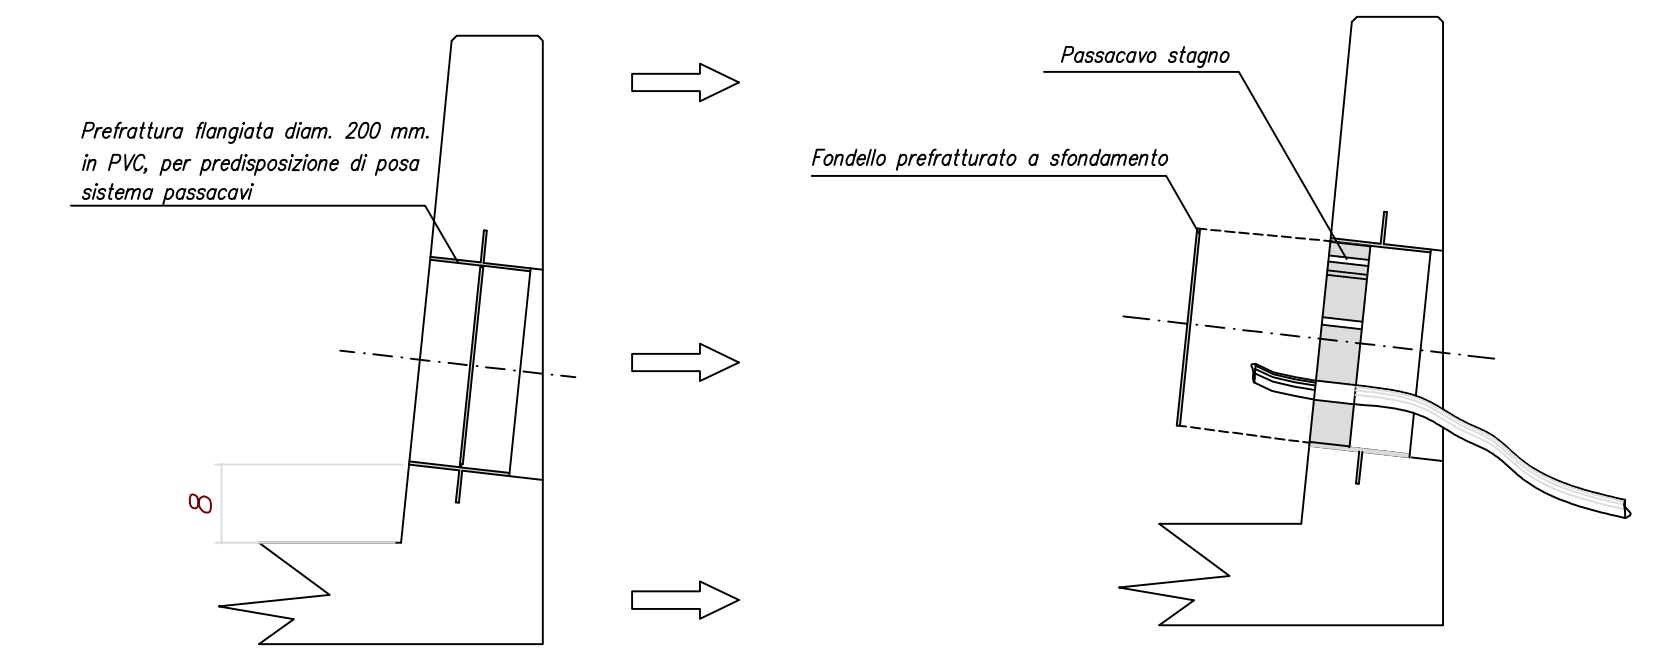 Prefrattura flangiata diam. 200 mm.
in PVC, per predisposizione di posa
sistema passacavi
8
Passacavo stagno
Fondello prefratturato a sfondamento